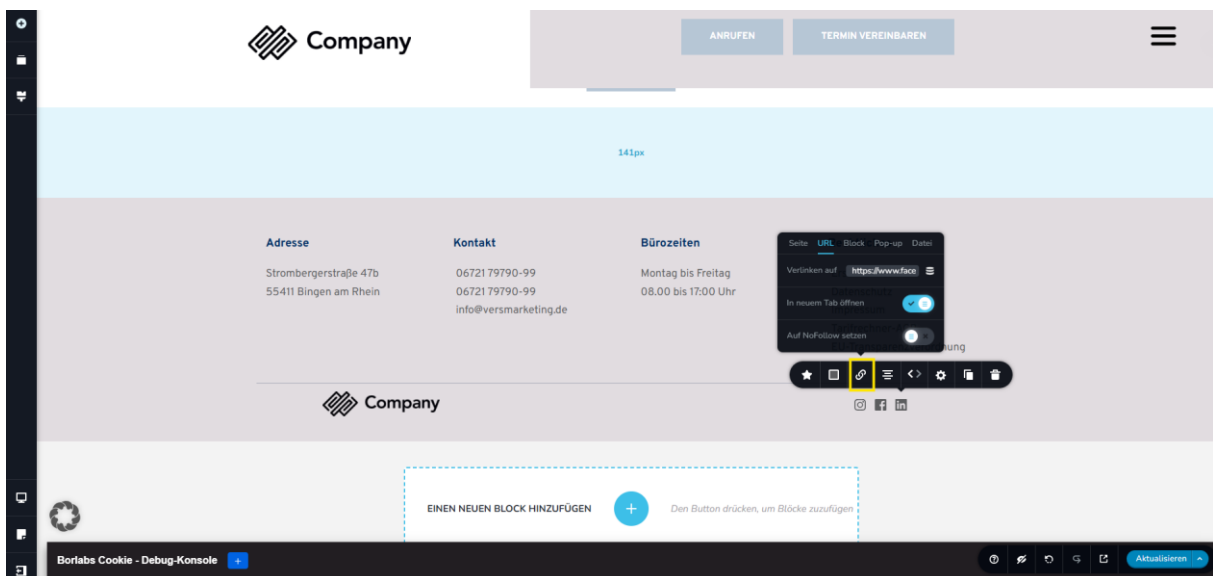 Company
ANRUFEN
TERMIN VEREINBAREN
141px
Adresse
Strombergerstraße 47b
55411 Bingen am Rhein
Kontakt
06721 79790-99
06721 79790-99
info@versmarketing.de
Bürozeiten
Montag bis Freitag
08.00 bis 17:00 Uhr
Seite URL Block Pop-up Datei
Verlinken auf https://www.face
In neuem Tab öffnen
Auf NoFollow setzen
Company
EINEN NEUEN BLOCK HINZUFÜGEN
Den Button drücken, um Blöcke zuzufügen
Borlabs Cookie - Debug-Konsole
Aktualisieren